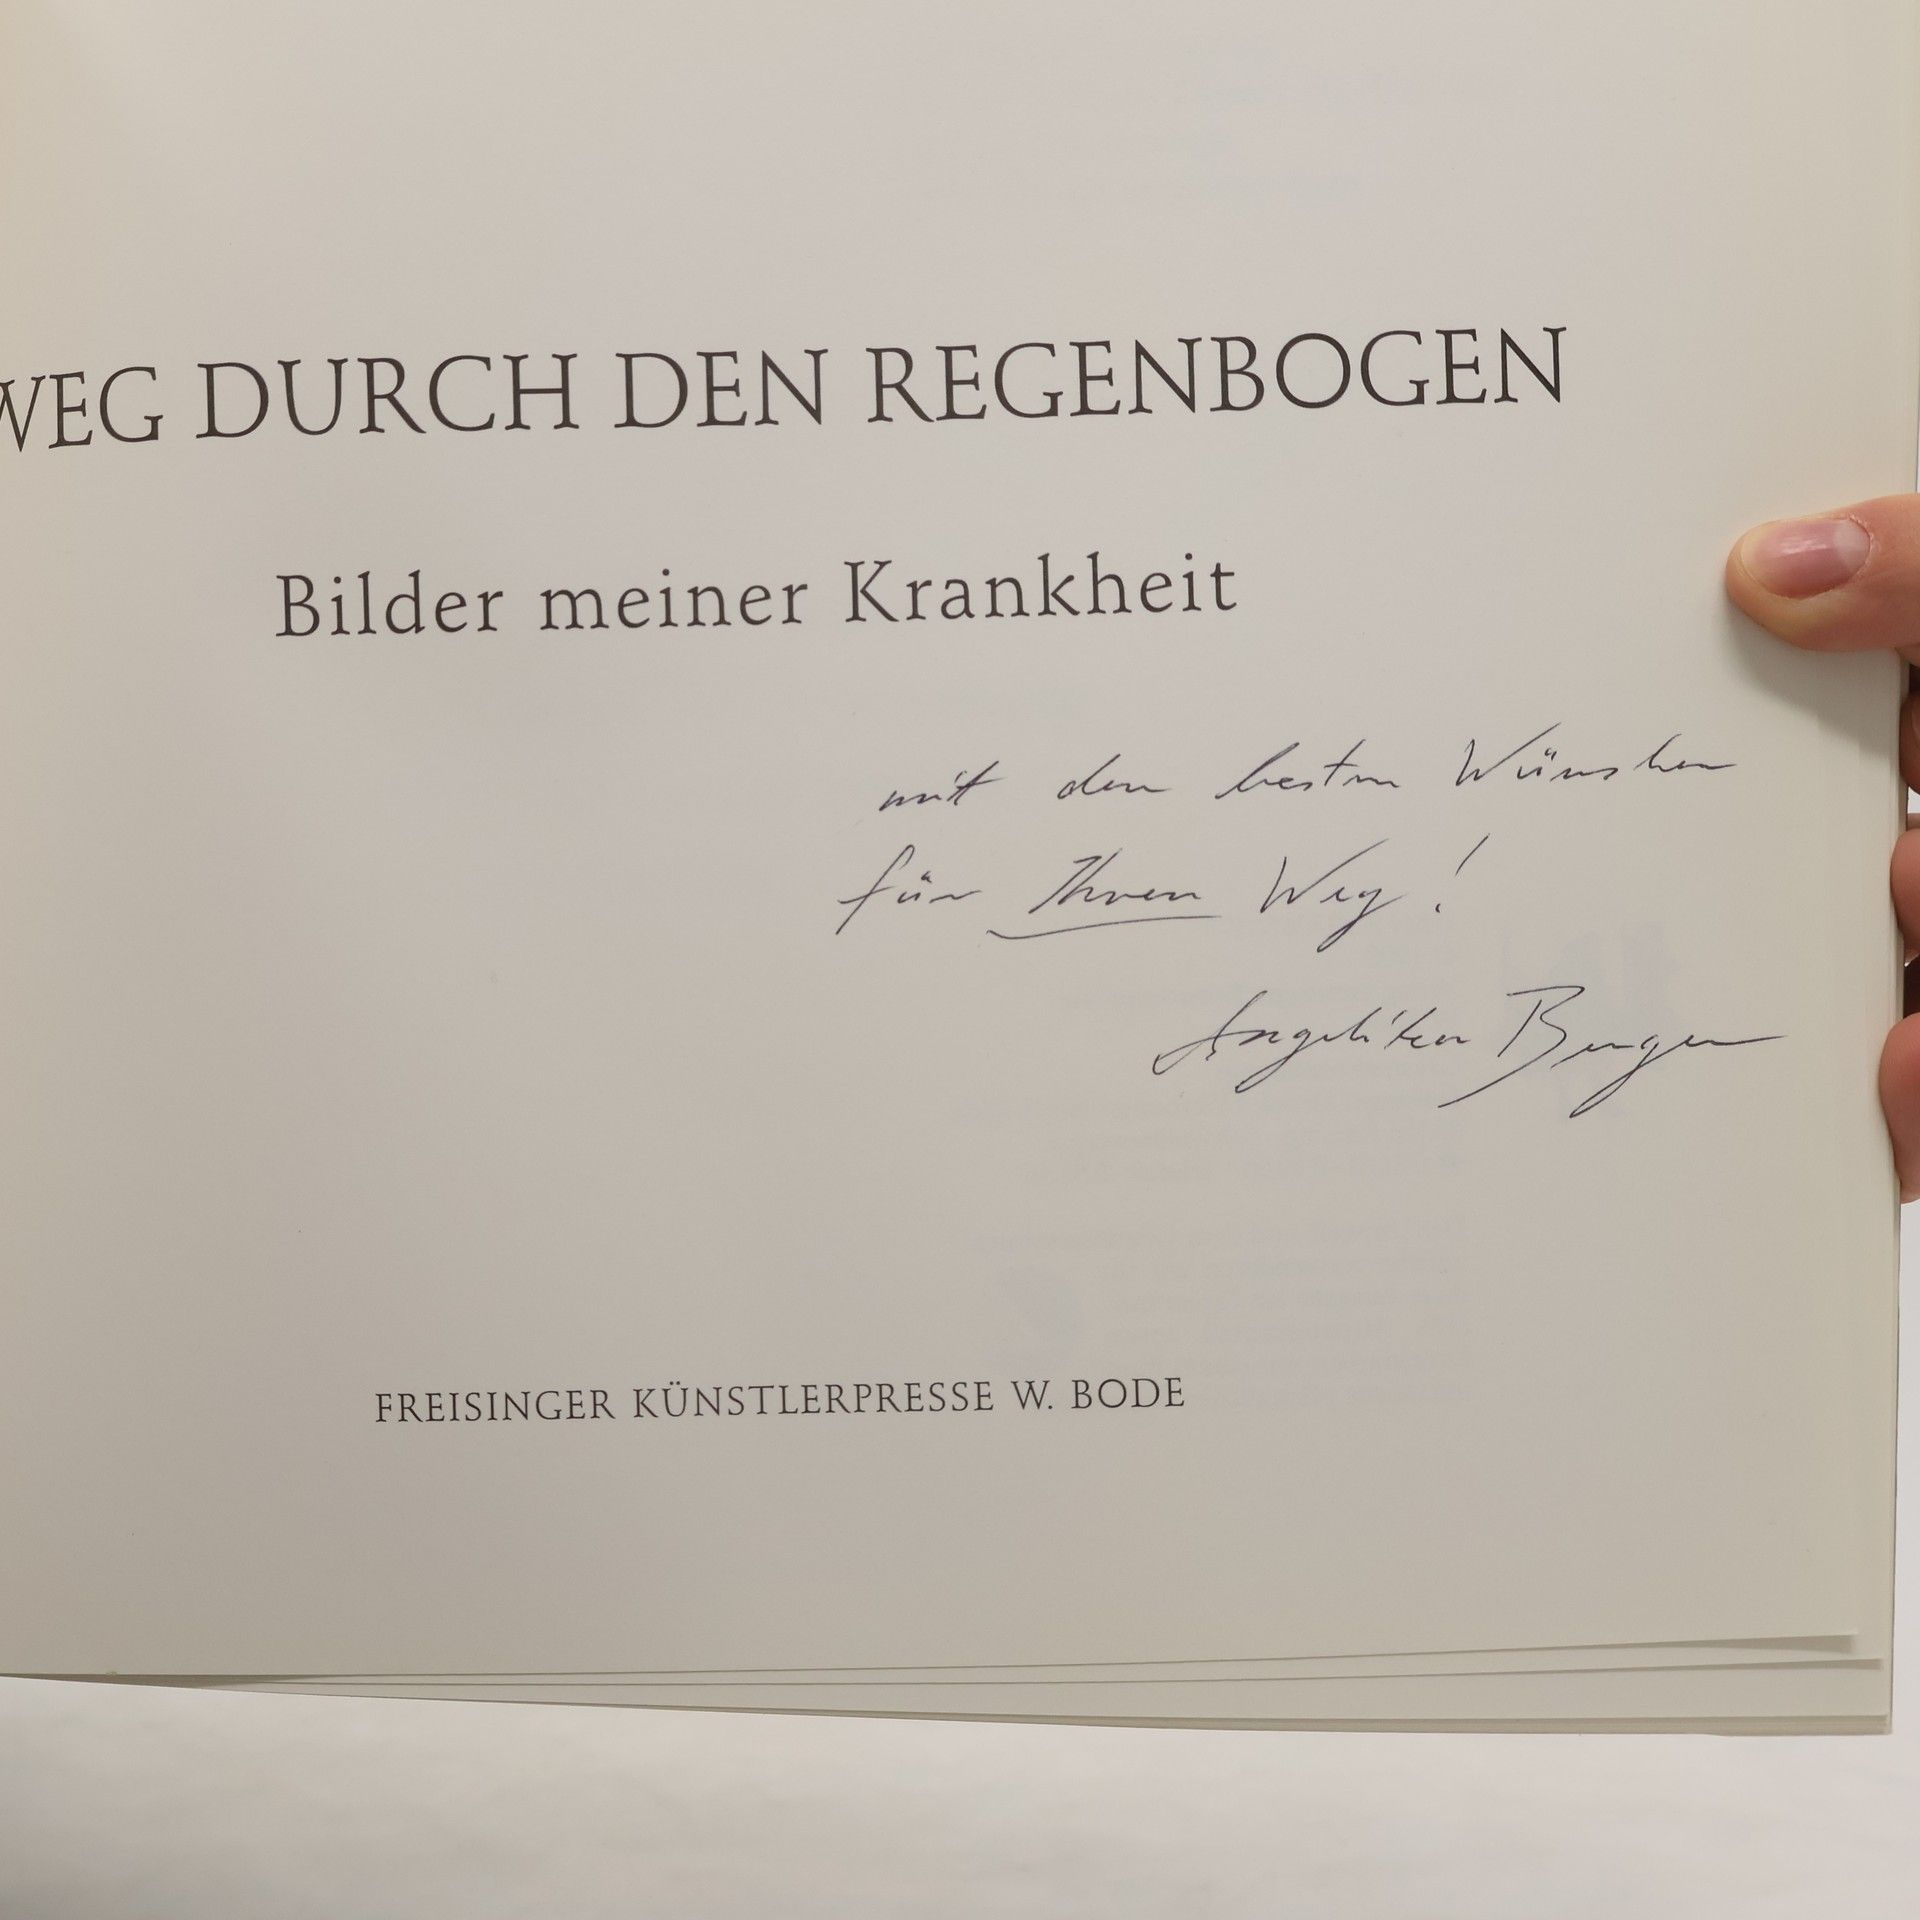 WEG DURCH DEN REGENBOGEN
Bilder meiner Krankheit
mit den besten Wünschen
für Ihren Weg!
Angelika Berger
FREISINGER KÜNSTLERPRESSE W. BODE